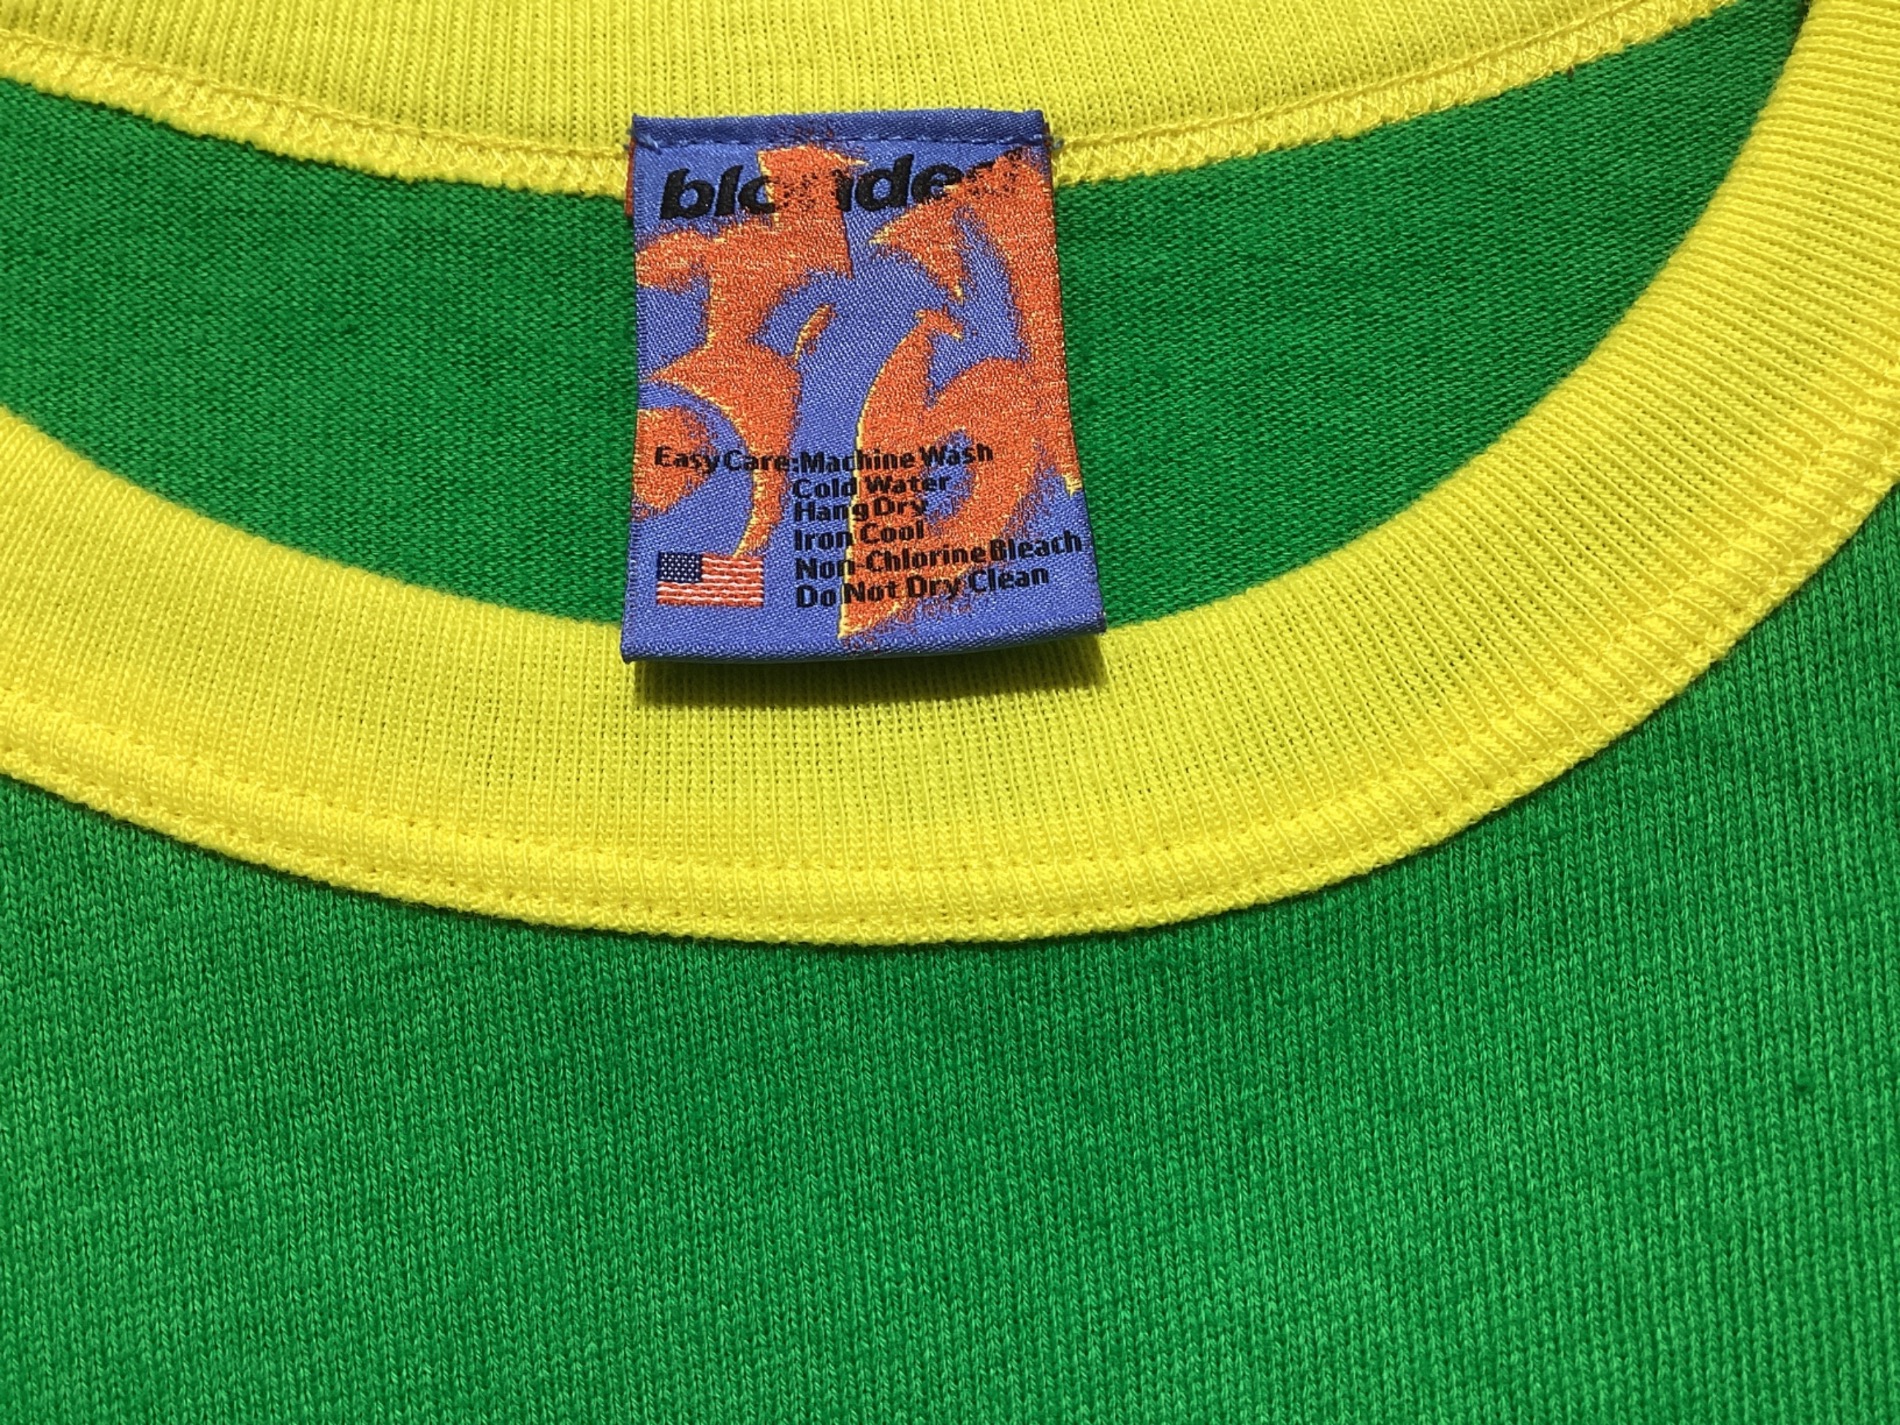 Easy Care: Machine Wash
Cold Water
Hang Dry
Iron Cool
Non-Chlorine Bleach
Do Not Dry Clean